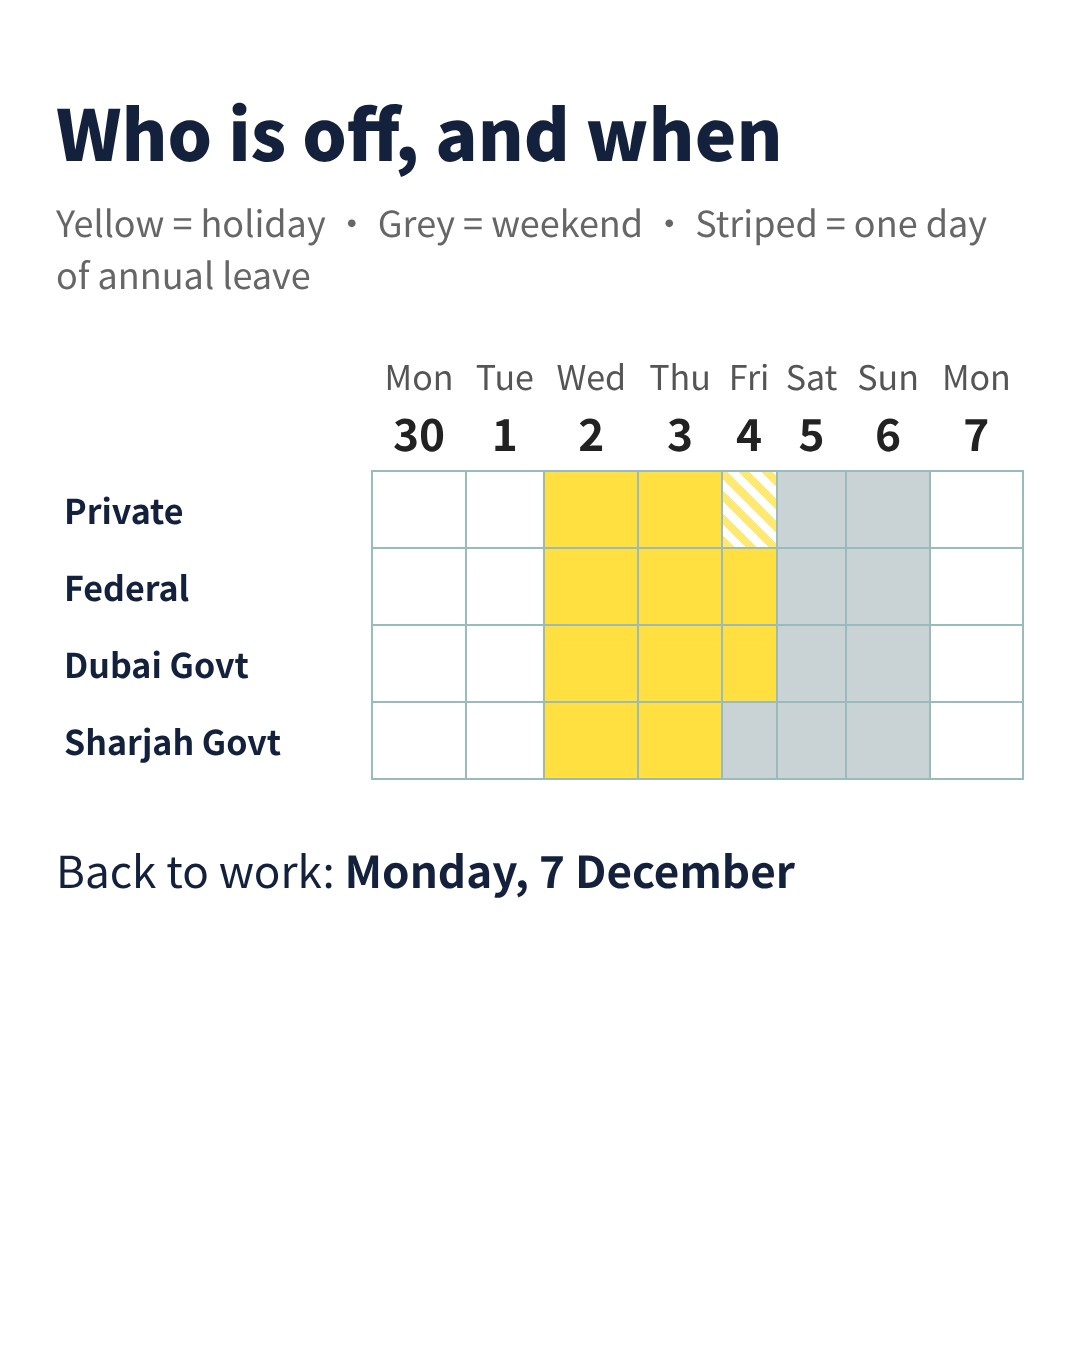 Who is off, and when
Yellow = holiday • Grey = weekend • Striped = one day
of annual leave
Mon Tue Wed Thu Fri Sat Sun Mon
30 1 2 3 4 5 6 7
Private
Federal
Dubai Govt
Sharjah Govt
Back to work: Monday, 7 December